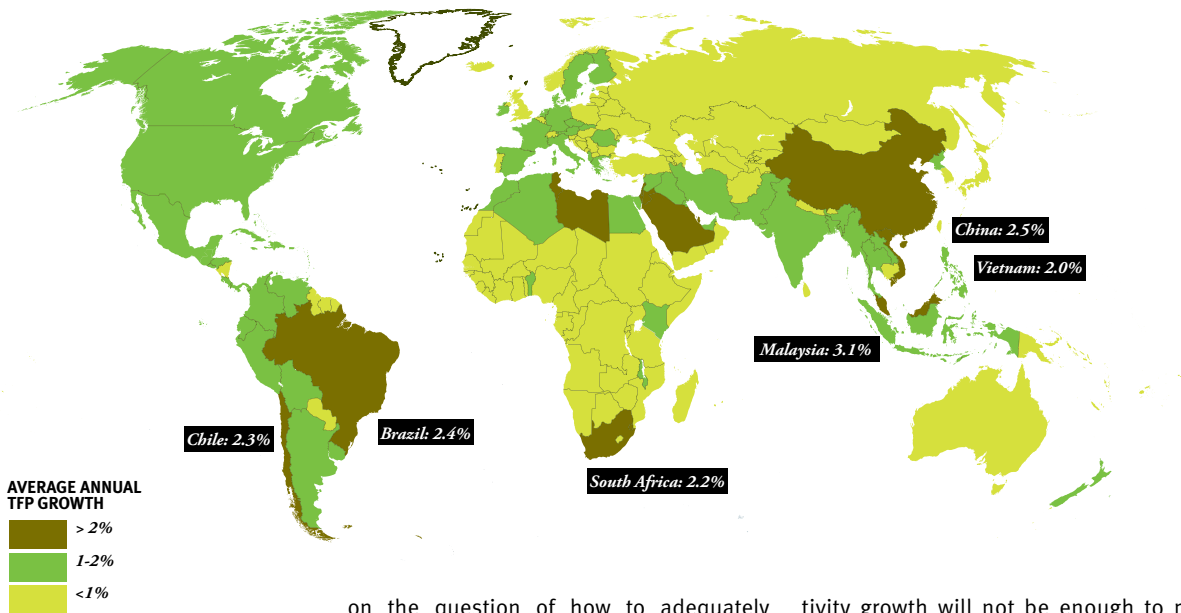 China: 2.5%
Vietnam: 2.0%
Malaysia: 3.1%
Chile: 2.3%
Brazil: 2.4%
South Africa: 2.2%
AVERAGE ANNUAL
TFP GROWTH
> 2%
1-2%
<1%
on the question of how to adequately
tivity growth will not be enough to